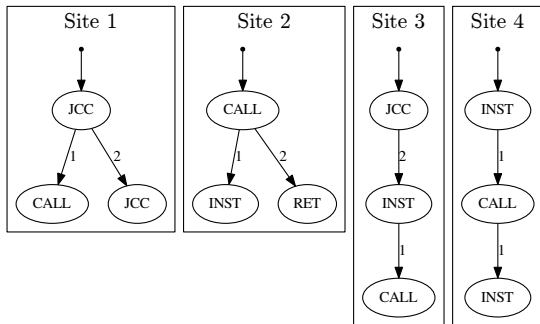 Site 1
JCC
1
2
CALL
JCC
Site 2
CALL
1
2
INST
RET
Site 3
JCC
2
INST
1
CALL
Site 4
INST
1
CALL
1
INST